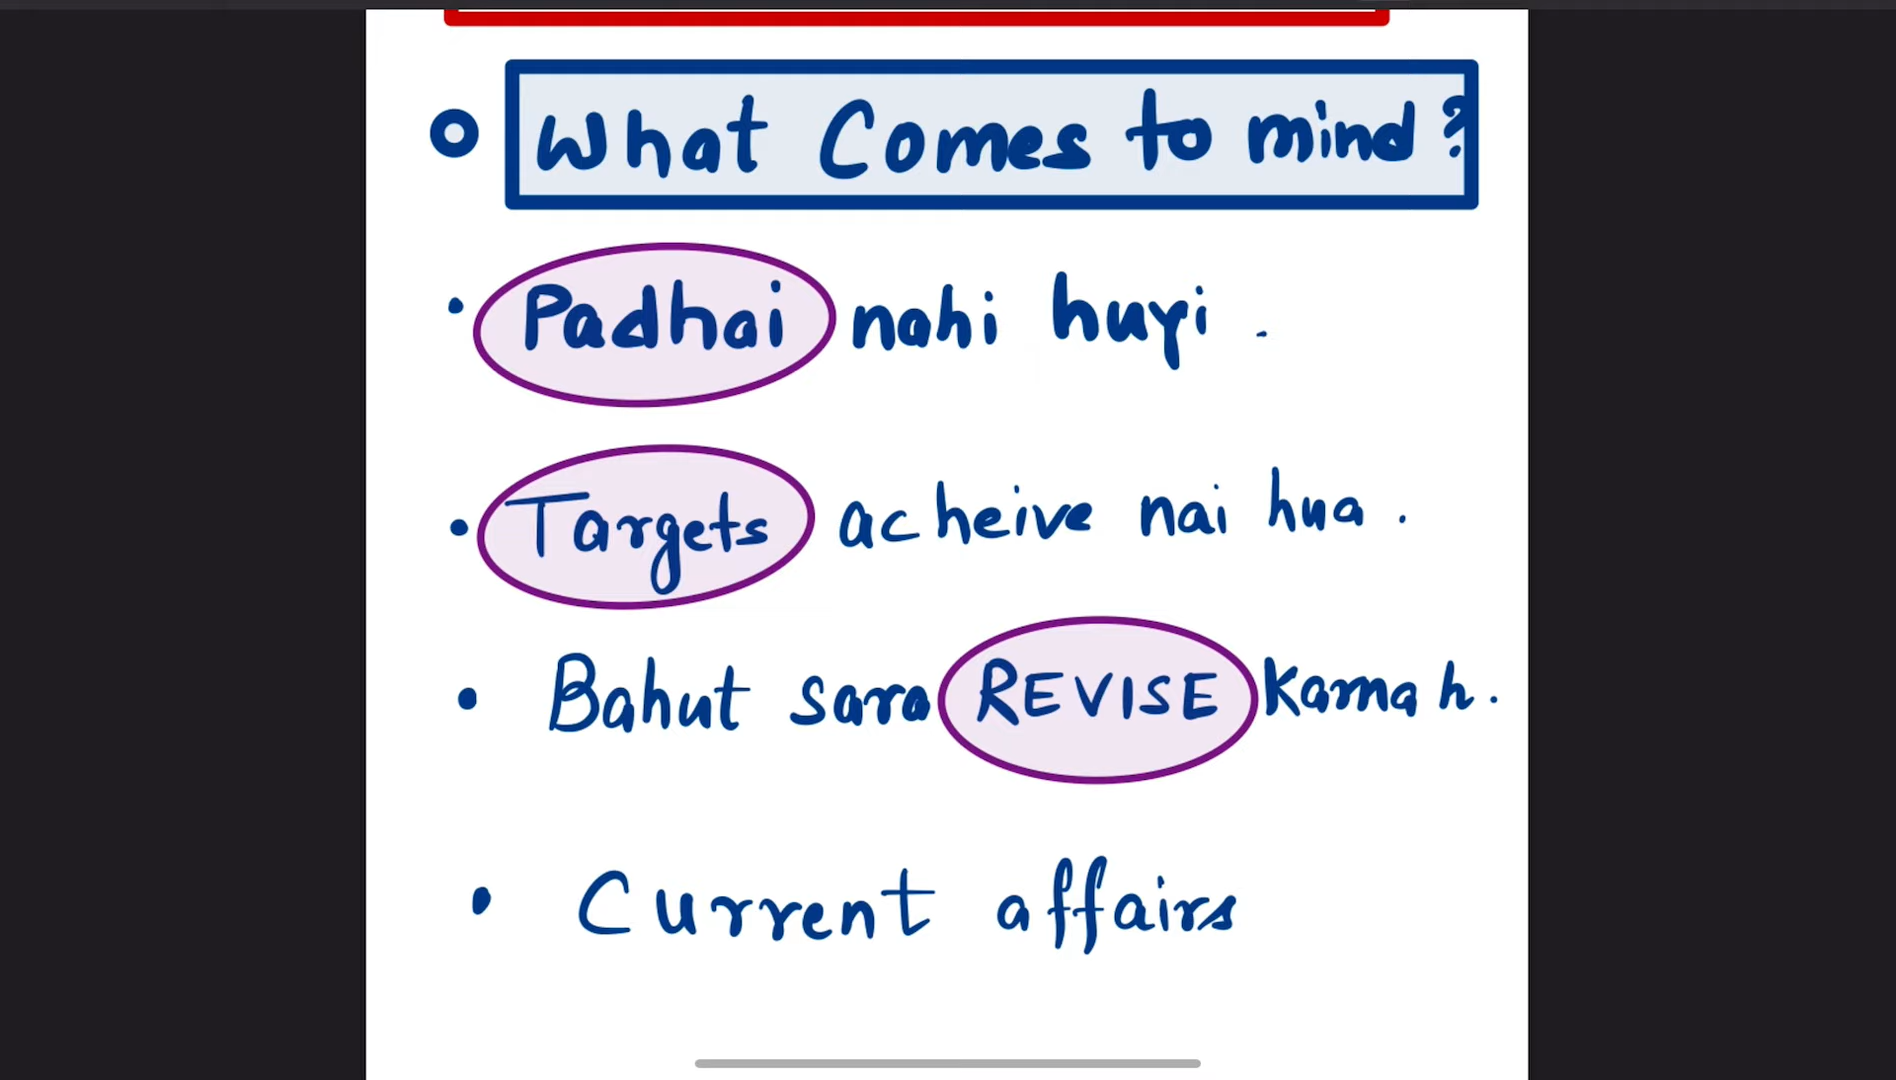 What Comes to mind?
Padhai nahi huyi.
Targets acheive nai hua.
Bahut sara REVISE karna h.
Current affairs